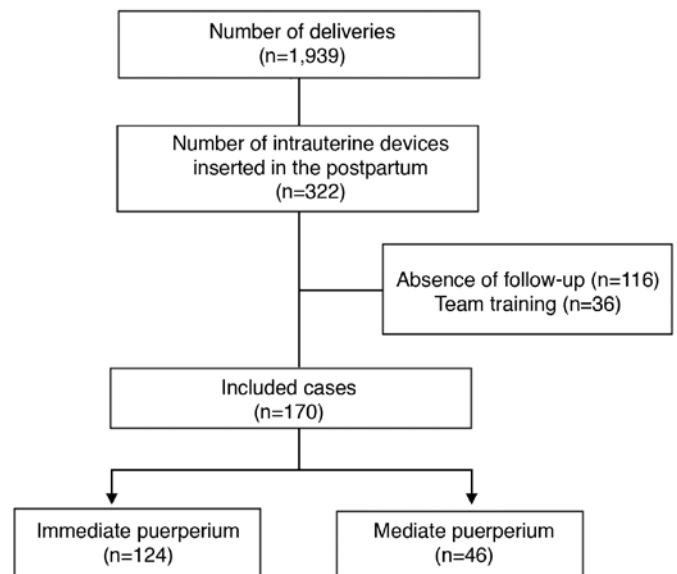 Number of deliveries
(n=1,939)
Number of intrauterine devices
inserted in the postpartum
(n=322)
Absence of follow-up (n=116)
Team training (n=36)
Included cases
(n=170)
Immediate puerperium
(n=124)
Mediate puerperium
(n=46)